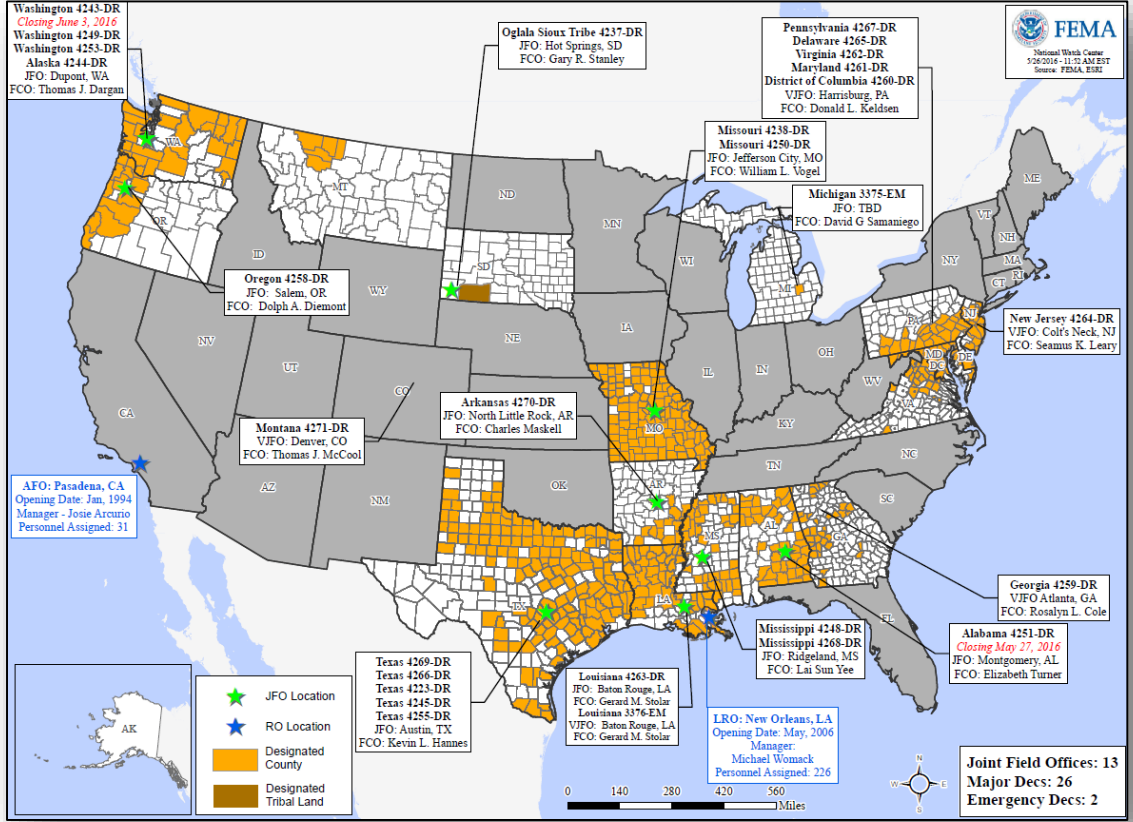 Washington 4243-DR
Closing June 3, 2016
Washington 4249-DR
Washington 4253-DR
Alaska 4244-DR
JFO: Dupont, WA
FCO: Thomas J. Dargan
Oglala Sioux Tribe 4237-DR
JFO: Hot Springs, SD
FCO: Gary R. Stanley
Pennsylvania 4267-DR
Delaware 4265-DR
Virginia 4262-DR
Maryland 4261-DR
District of Columbia 4260-DR
VJFO: Harrisburg, PA
FCO: Donald L. Keldsen
FEMA
National Watch Center
5/26/2016 - 11:52 AM EST
Source: FEMA, ESRI
Missouri 4238-DR
Missouri 4250-DR
JFO: Jefferson City, MO
FCO: William L. Vogel
Michigan 3375-EM
JFO: TBD
FCO: David G Samaniego
Oregon 4258-DR
JFO: Salem, OR
FCO: Dolph A. Diemont
New Jersey 4264-DR
VJFO: Colt's Neck, NJ
FCO: Seamus K. Leary
Arkansas 4270-DR
JFO: North Little Rock, AR
FCO: Charles Maskell
Montana 4271-DR
VJFO: Denver, CO
FCO: Thomas J. McCool
AFO: Pasadena, CA
Opening Date: Jan, 1994
Manager - Josie Arcurio
Personnel Assigned: 31
Georgia 4259-DR
VJFO Atlanta, GA
FCO: Rosalyn L. Cole
Alabama 4251-DR
Closing May 27, 2016
JFO: Montgomery, AL
FCO: Elizabeth Turner
Mississippi 4248-DR
Mississippi 4268-DR
JFO: Ridgeland, MS
FCO: Lai Sun Yee
Texas 4269-DR
Texas 4266-DR
Texas 4223-DR
Texas 4245-DR
Texas 4255-DR
JFO: Austin, TX
FCO: Kevin L. Hannes
Louisiana 4263-DR
JFO: Baton Rouge, LA
FCO: Gerard M. Stolar
Louisiana 3376-EM
VJFO: Baton Rouge, LA
FCO: Gerard M. Stolar
LRO: New Orleans, LA
Opening Date: May, 2006
Manager:
Michael Womack
Personnel Assigned: 226
WA
OR
MT
ID
ND
SD
WY
NE
MN
WI
IA
MI
IL
IN
OH
PA
NY
VT
NH
ME
MA
RI
CT
NJ
DE
MD
DC
WV
VA
KY
NC
TN
SC
GA
AL
MS
FL
LA
AR
MO
OK
TX
NM
AZ
CO
UT
NV
CA
AK
JFO Location
RO Location
Designated
County
Designated
Tribal Land
0 140 280 420 560
Miles
N
W
E
S
Joint Field Offices: 13
Major Decs: 26
Emergency Decs: 2